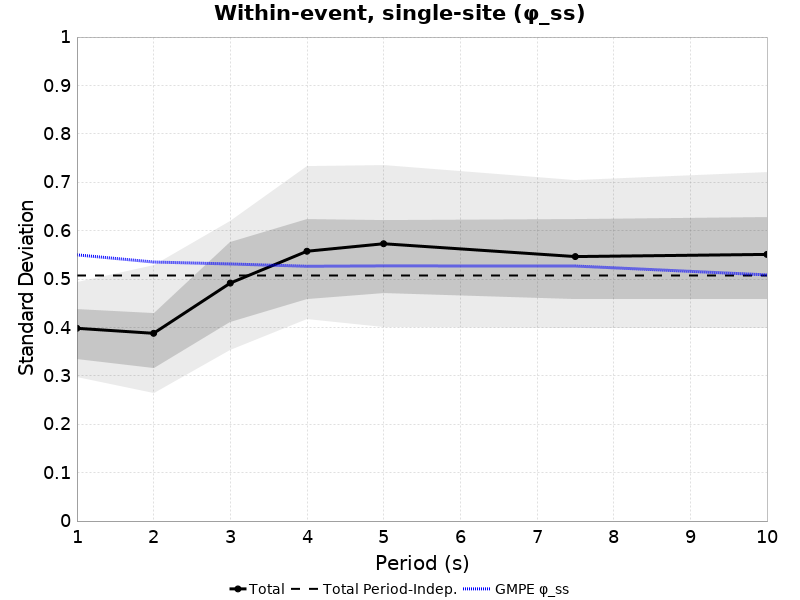 Within-event, single-site (φ_ss)
Standard Deviation
1
0.9
0.8
0.7
0.6
0.5
0.4
0.3
0.2
0.1
0
1 2 3 4 5 6 7 8 9 10
Period (s)
Total Total Period-Indep. GMPE φ_ss